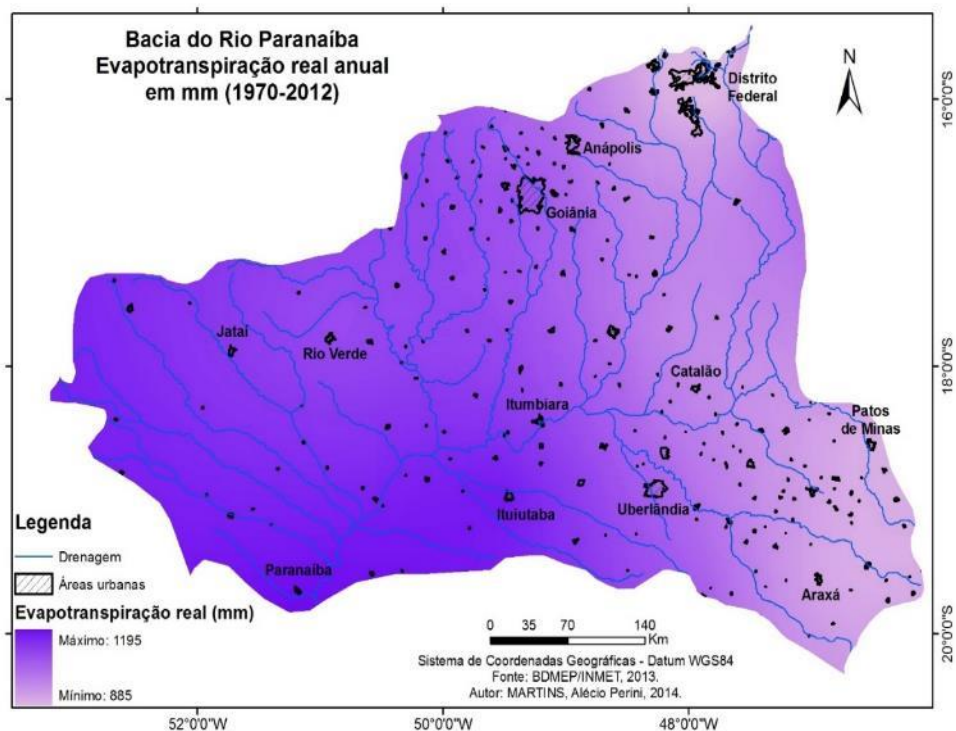 Bacia do Rio Paranaíba
Evapotranspiração real anual
em mm (1970-2012)
N
Distrito
Federal
16°0'0"S
Anápolis
Goiânia
Jataí
Rio Verde
18°0'0"S
Catalão
Itumbiara
Patos
de Minas
Ituiutaba
Uberlândia
Paranaíba
Araxá
Legenda
Drenagem
Áreas urbanas
Evapotranspiração real (mm)
Máximo: 1195
Mínimo: 885
0 35 70 140
Km
20°0'0"S
Sistema de Coordenadas Geográficas - Datum WGS84
Fonte: BDMEP/INMET, 2013.
Autor: MARTINS, Alécio Perini, 2014.
52°0'0"W 50°0'0"W 48°0'0"W